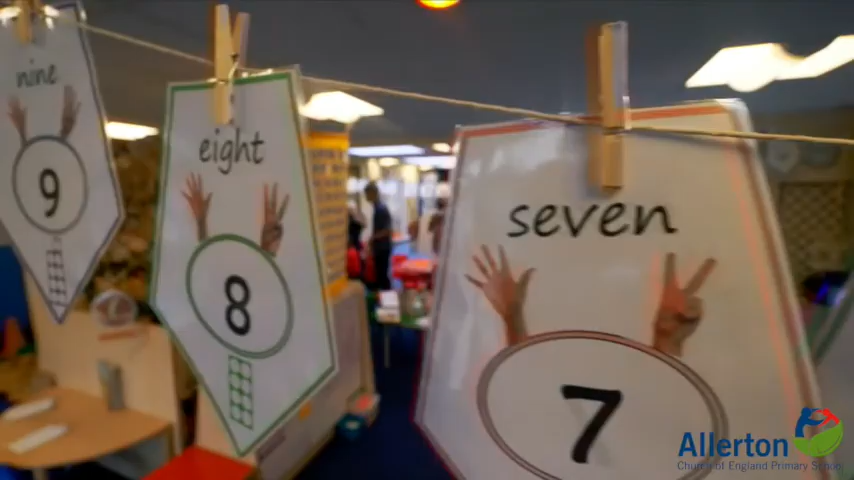 nine
9
eight
8
seven
7
Allerton
Church of England Primary School